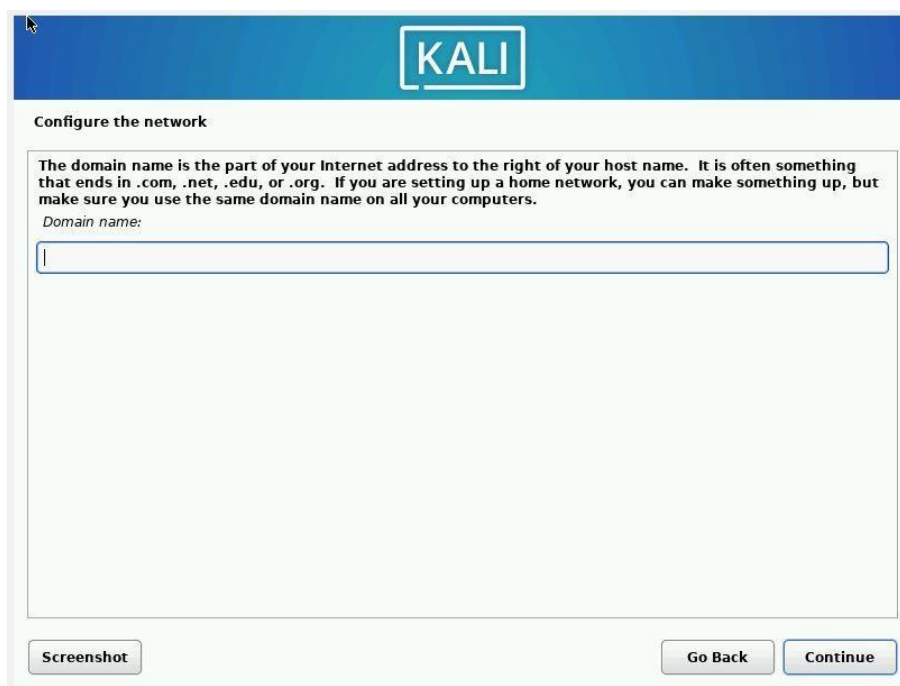 KALI
Configure the network
The domain name is the part of your Internet address to the right of your host name.  It is often something
that ends in .com, .net, .edu, or .org.  If you are setting up a home network, you can make something up, but
make sure you use the same domain name on all your computers.
Domain name:
Screenshot
Go Back
Continue